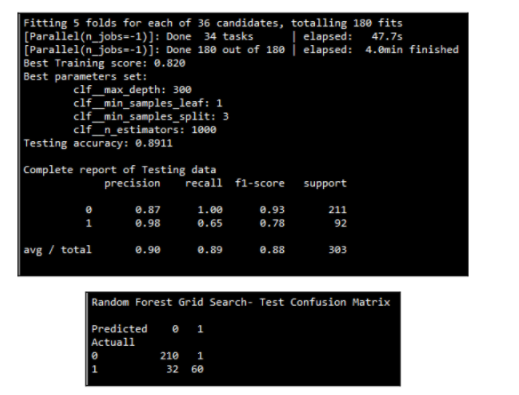 Fitting 5 folds for each of 36 candidates, totalling 180 fits
[Parallel(n_jobs=-1)]: Done  34 tasks      | elapsed:   47.7s
[Parallel(n_jobs=-1)]: Done 180 out of 180 | elapsed:  4.0min finished
Best Training score: 0.820
Best parameters set:
clf__max_depth: 300
clf__min_samples_leaf: 1
clf__min_samples_split: 3
clf__n_estimators: 1000
Testing accuracy: 0.8911
Complete report of Testing data
precision    recall  f1-score   support
0       0.87      1.00      0.93       211
1       0.98      0.65      0.78        92
avg / total       0.90      0.89      0.88       303
Random Forest Grid Search- Test Confusion Matrix
Predicted    0   1
Actuall
0          210   1
1           32  60